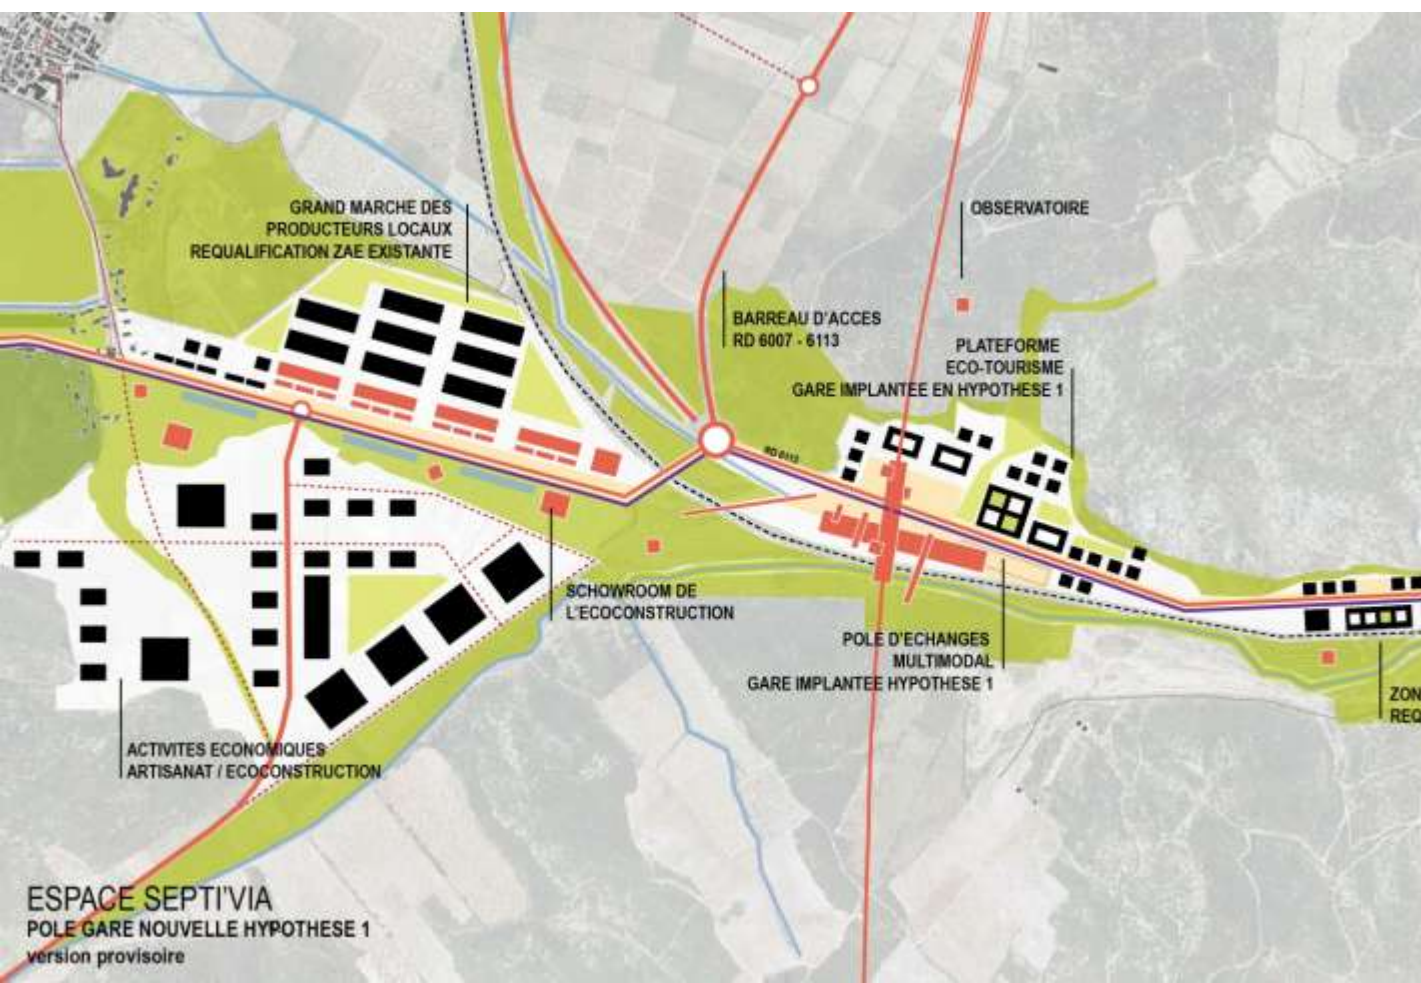 GRAND MARCHE DES
PRODUCTEURS LOCAUX
REQUALIFICATION ZAE EXISTANTE
OBSERVATOIRE
BARREAU D'ACCES
RD 6007 - 6113
PLATEFORME
ECO-TOURISME
GARE IMPLANTEE EN HYPOTHESE 1
RD 6113
SCHOWROOM DE
L'ECOCONSTRUCTION
POLE D'ECHANGES
MULTIMODAL
GARE IMPLANTEE HYPOTHESE 1
ZON
REQ
ACTIVITES ECONOMIQUES
ARTISANAT / ECOCONSTRUCTION
ESPACE SEPTI'VIA
POLE GARE NOUVELLE HYPOTHESE 1
version provisoire